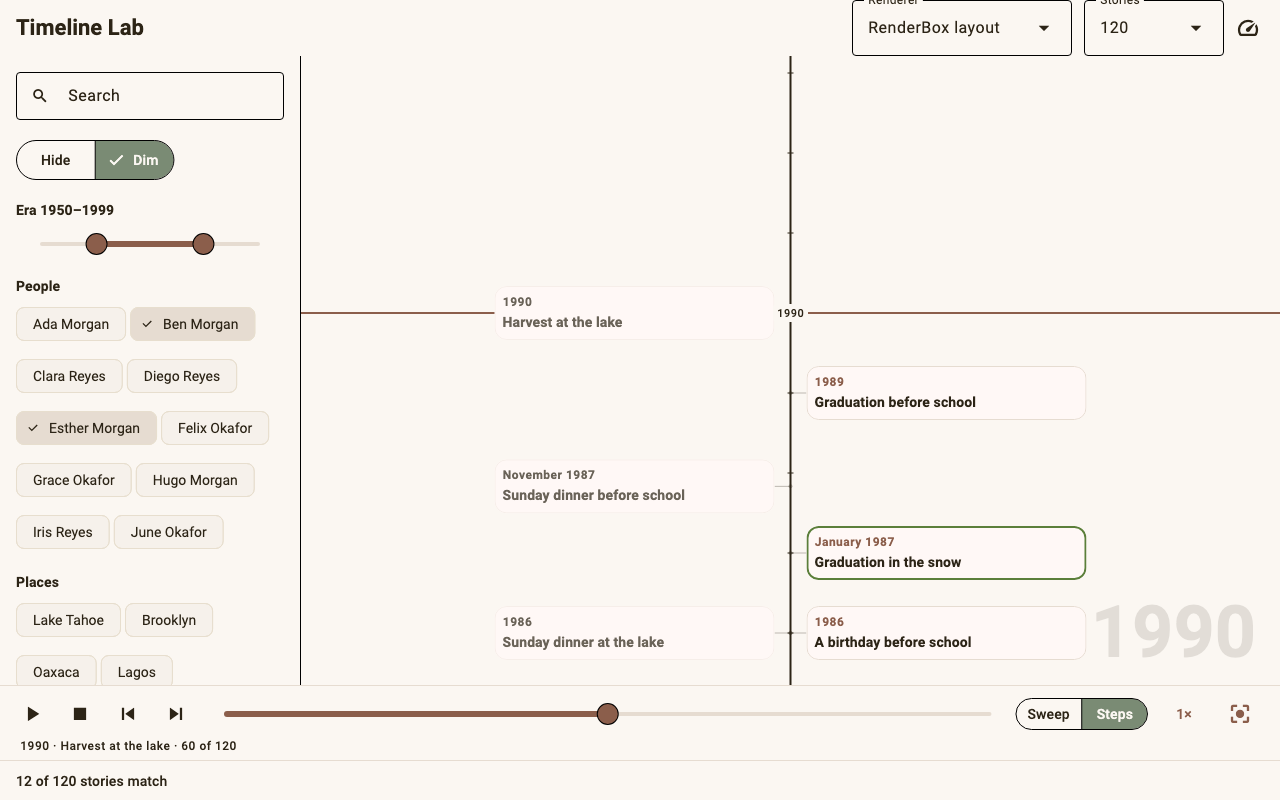 Timeline Lab
Renderer
RenderBox layout
Stories
120
Search
Hide
Dim
Era 1950–1999
People
Ada Morgan
Ben Morgan
Clara Reyes
Diego Reyes
Esther Morgan
Felix Okafor
Grace Okafor
Hugo Morgan
Iris Reyes
June Okafor
Places
Lake Tahoe
Brooklyn
Oaxaca
Lagos
1990
Harvest at the lake
1990
1989
Graduation before school
November 1987
Sunday dinner before school
January 1987
Graduation in the snow
1986
Sunday dinner at the lake
1986
A birthday before school
1990
Sweep
Steps
1×
1990 · Harvest at the lake · 60 of 120
12 of 120 stories match